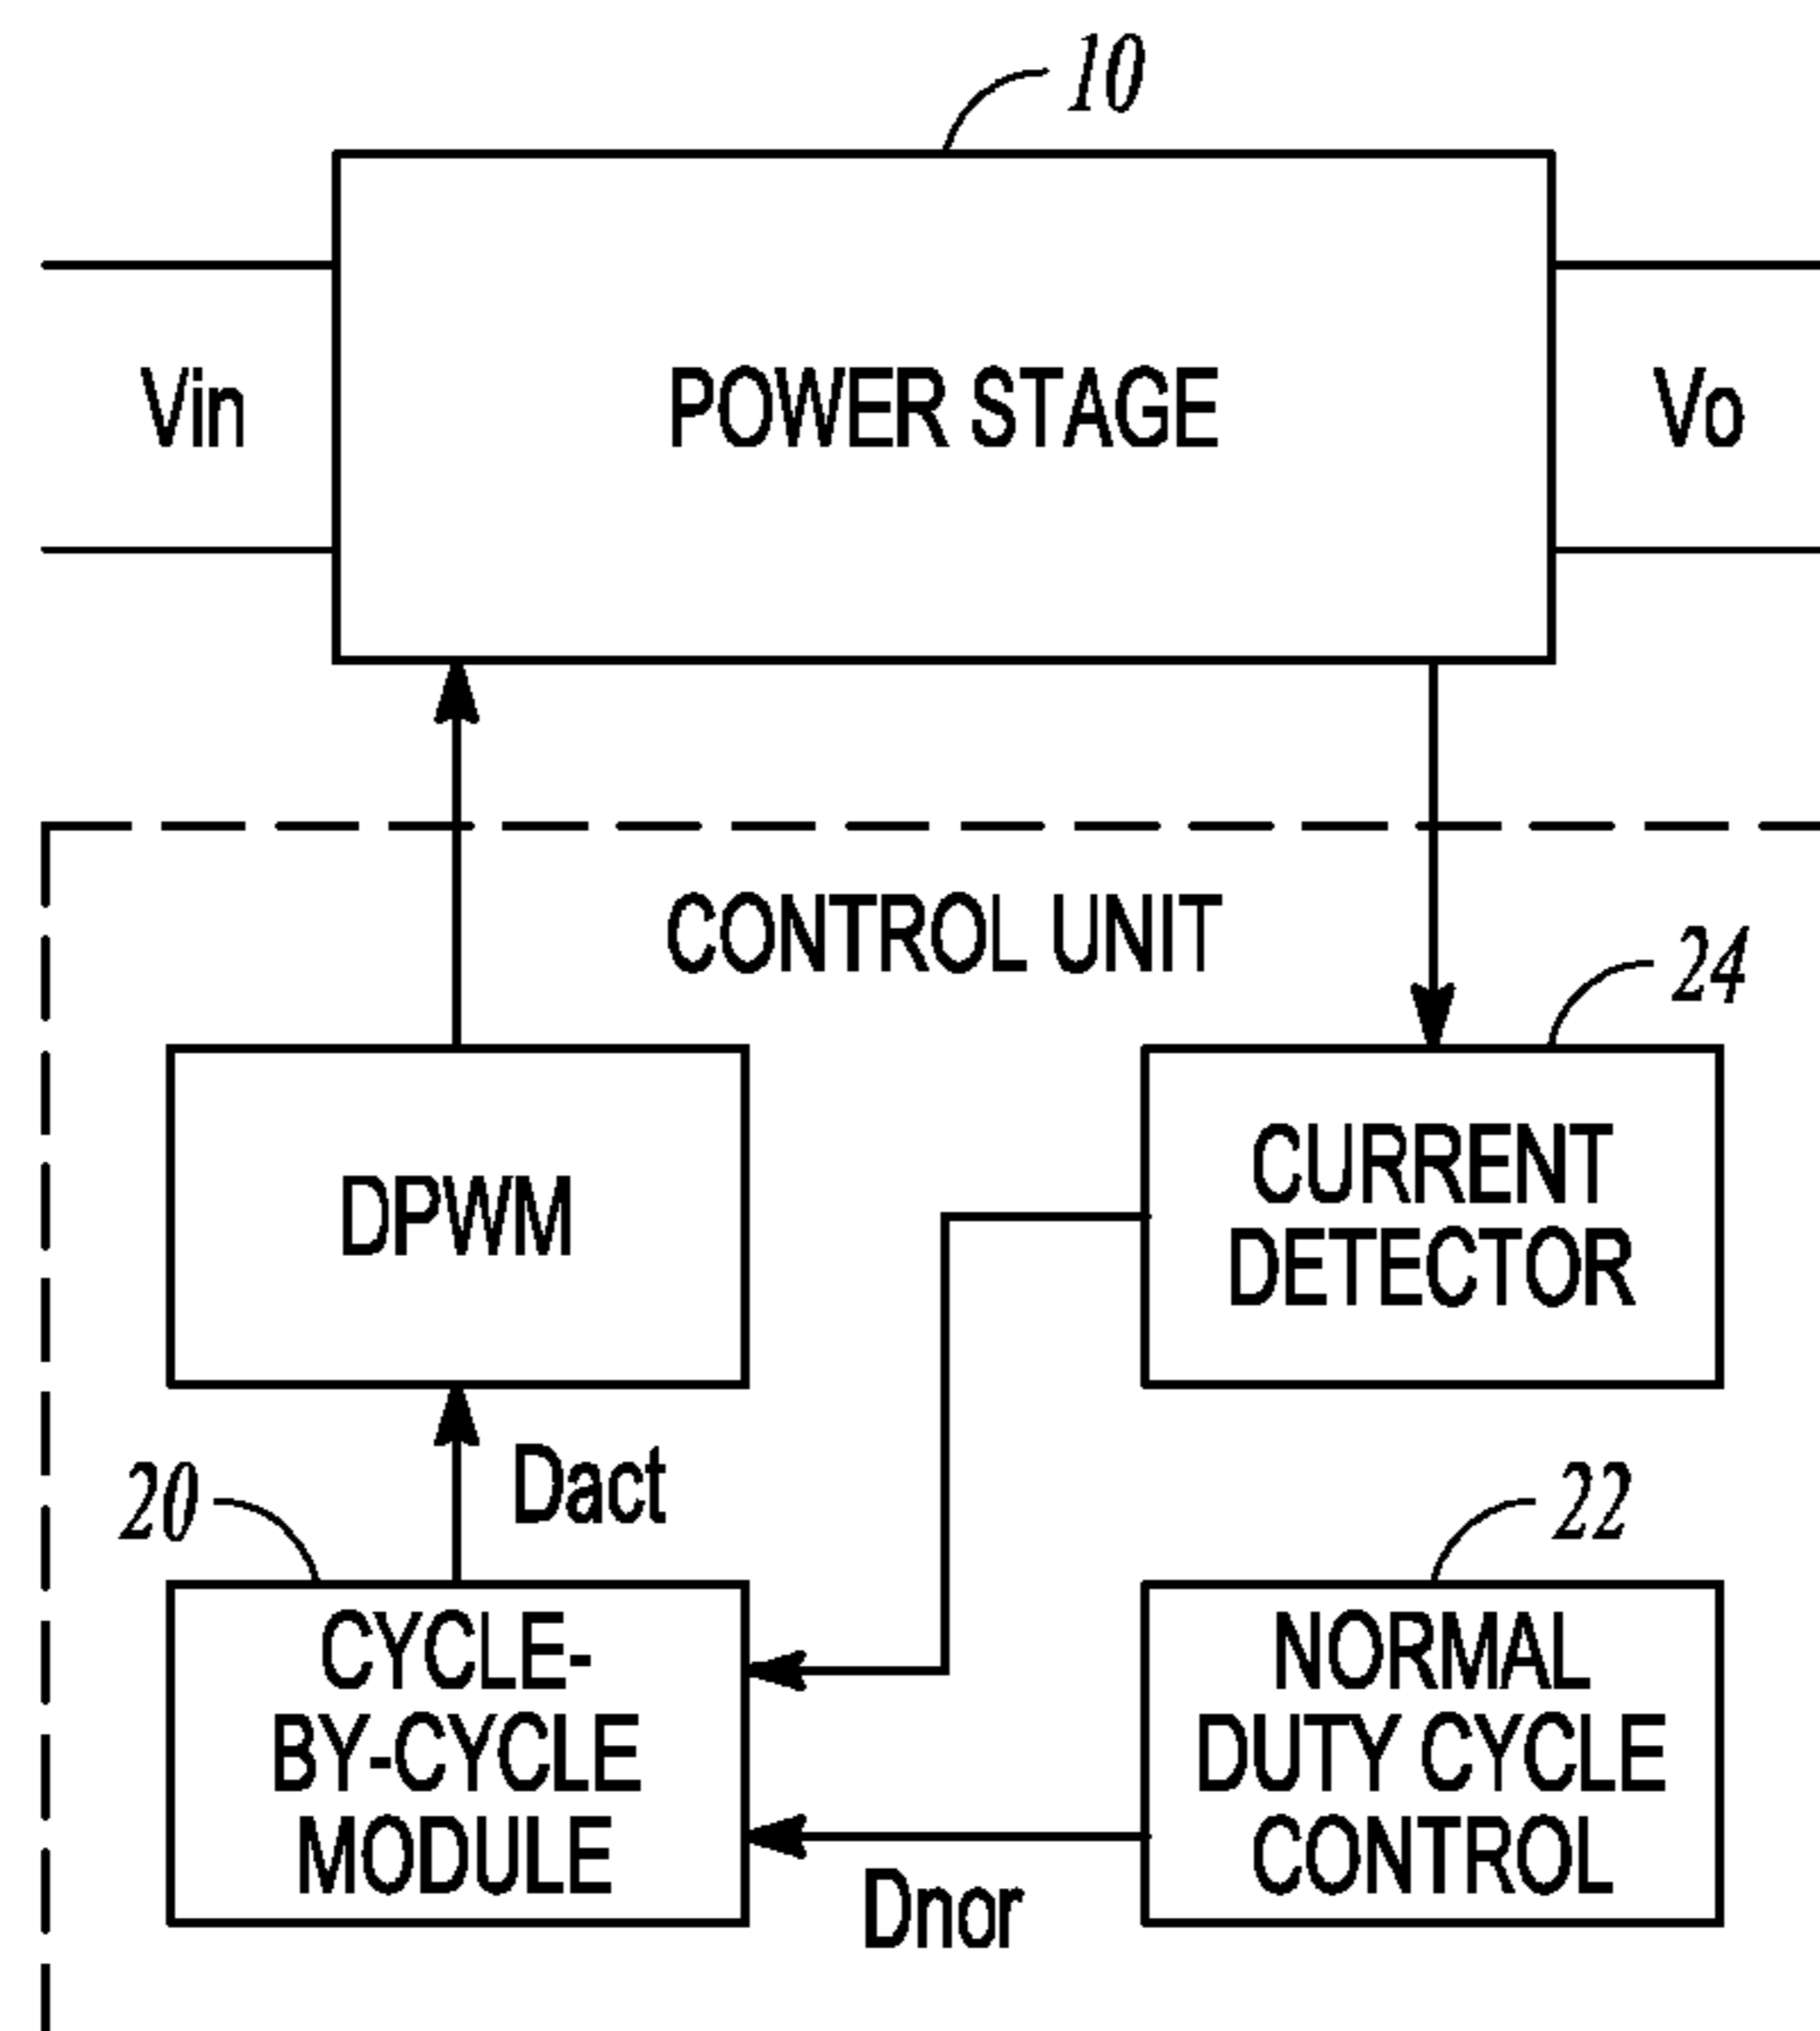 10
Vin
POWER STAGE
Vo
CONTROL UNIT
24
DPWM
CURRENT
DETECTOR
Dact
20
22
CYCLE-
BY-CYCLE
MODULE
NORMAL
DUTY CYCLE
CONTROL
Dnor